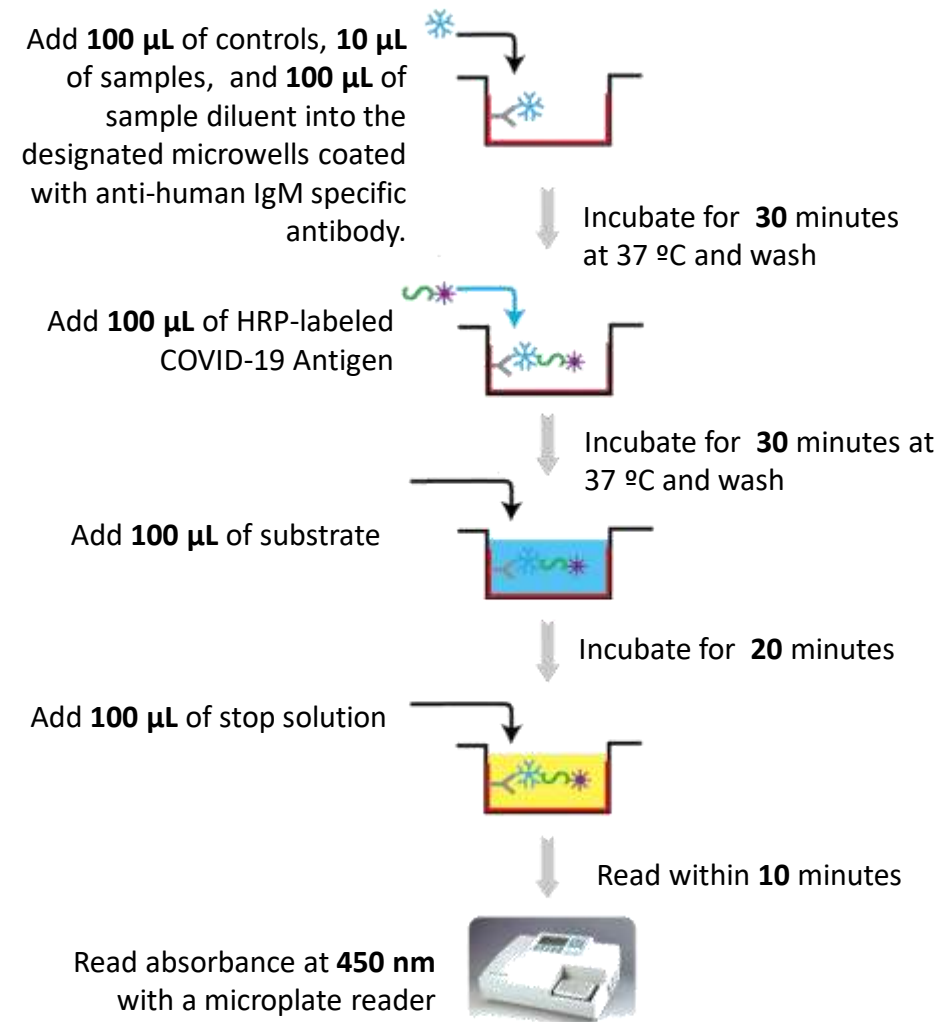 Add 100 µL of controls, 10 µL
of samples, and 100 µL of
sample diluent into the
designated microwells coated
with anti-human IgM specific
antibody.
Incubate for 30 minutes
at 37 ºC and wash
Add 100 µL of HRP-labeled
COVID-19 Antigen
Incubate for 30 minutes at
37 ºC and wash
Add 100 µL of substrate
Incubate for 20 minutes
Add 100 µL of stop solution
Read within 10 minutes
Read absorbance at 450 nm
with a microplate reader